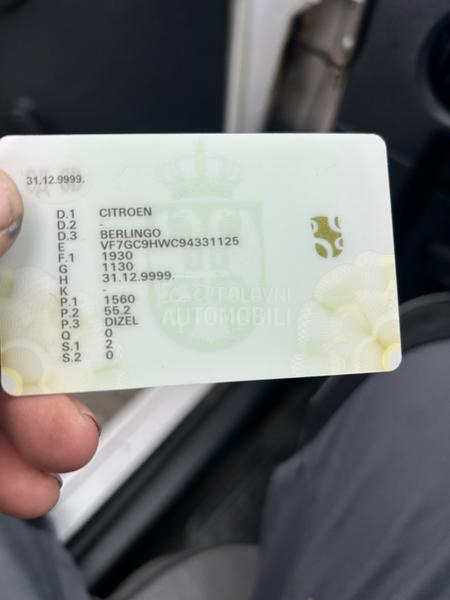 31.12.9999.
D.1 CITROEN
D.2 -
D.3 BERLINGO
E VF7GC9HWC94331125
F.1 1930
G 1130
H 31.12.9999.
K -
P.1 1560
P.2 55.2
P.3 DIZEL
Q 0
S.1 2
S.2 0
POLOVNI
AUTOMOBILI